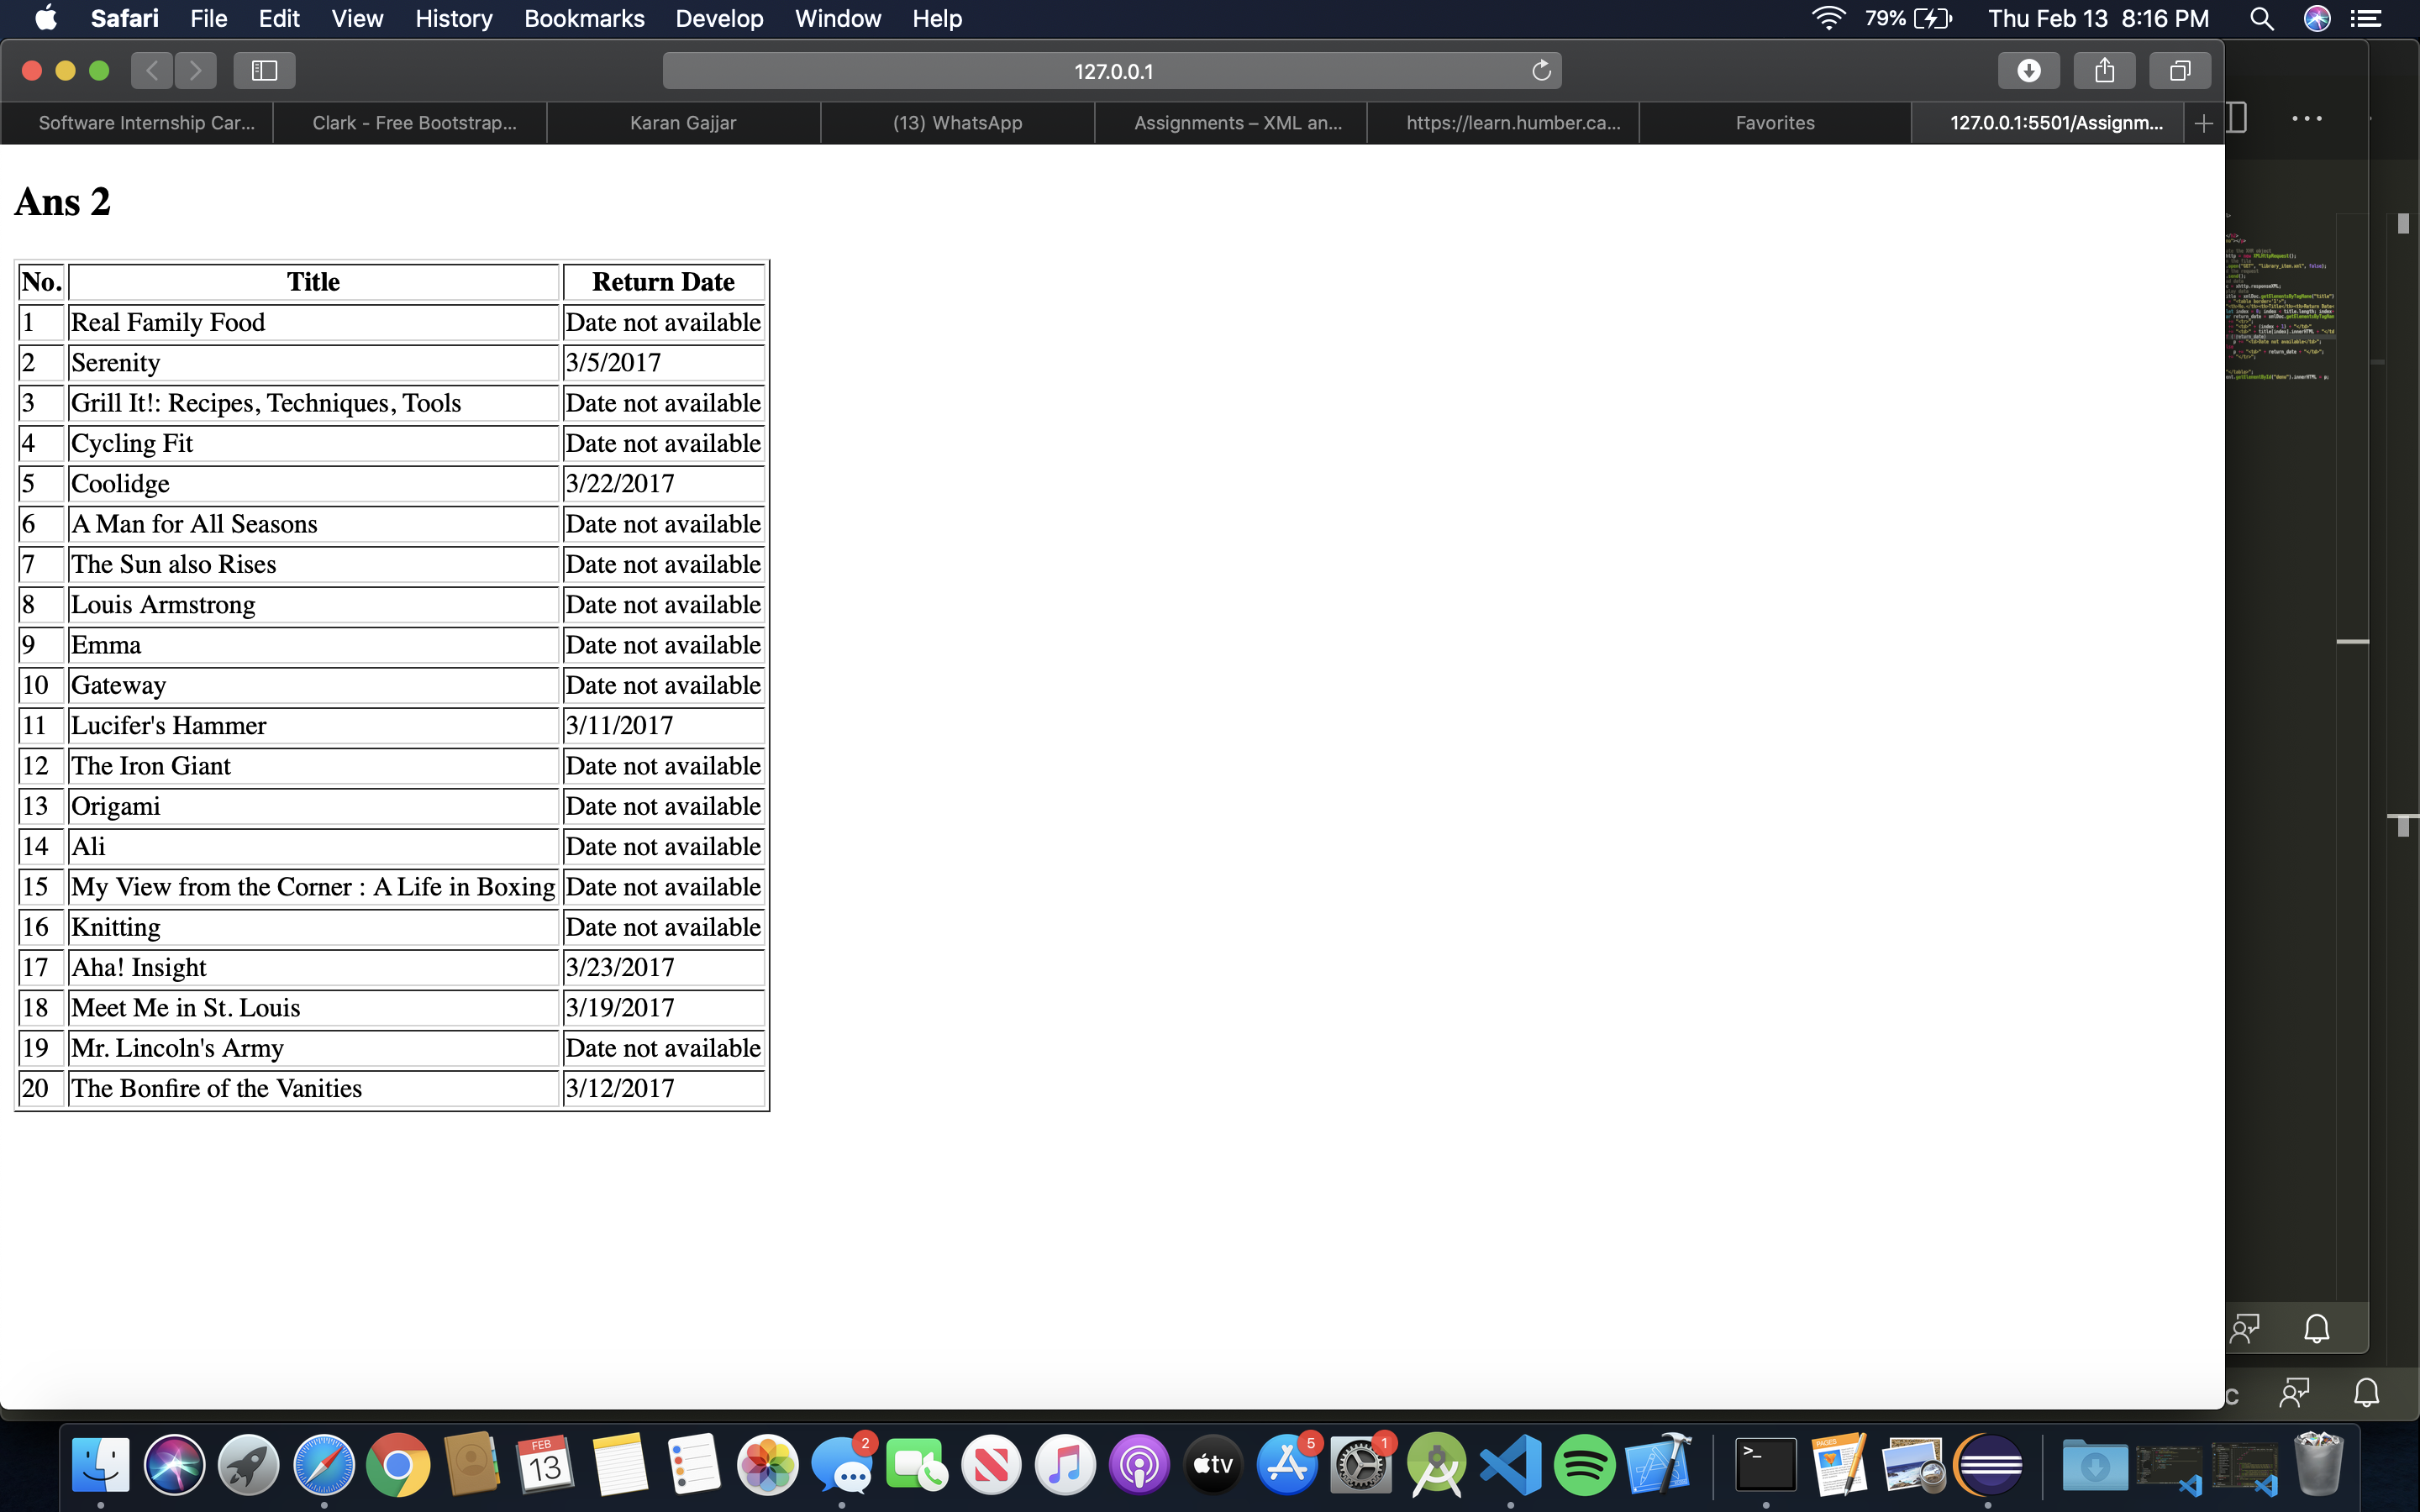 Safari File Edit View History Bookmarks Develop Window Help 79% Thu Feb 13 8:16 PM
127.0.0.1
Software Internship Car... Clark - Free Bootstrap... Karan Gajjar (13) WhatsApp Assignments – XML an... https://learn.humber.ca... Favorites 127.0.0.1:5501/Assignm...
Ans 2
No. Title Return Date
1 Real Family Food Date not available
2 Serenity 3/5/2017
3 Grill It!: Recipes, Techniques, Tools Date not available
4 Cycling Fit Date not available
5 Coolidge 3/22/2017
6 A Man for All Seasons Date not available
7 The Sun also Rises Date not available
8 Louis Armstrong Date not available
9 Emma Date not available
10 Gateway Date not available
11 Lucifer's Hammer 3/11/2017
12 The Iron Giant Date not available
13 Origami Date not available
14 Ali Date not available
15 My View from the Corner : A Life in Boxing Date not available
16 Knitting Date not available
17 Aha! Insight 3/23/2017
18 Meet Me in St. Louis 3/19/2017
19 Mr. Lincoln's Army Date not available
20 The Bonfire of the Vanities 3/12/2017
FEB 13 2 tv 5 1 >_ PAGES